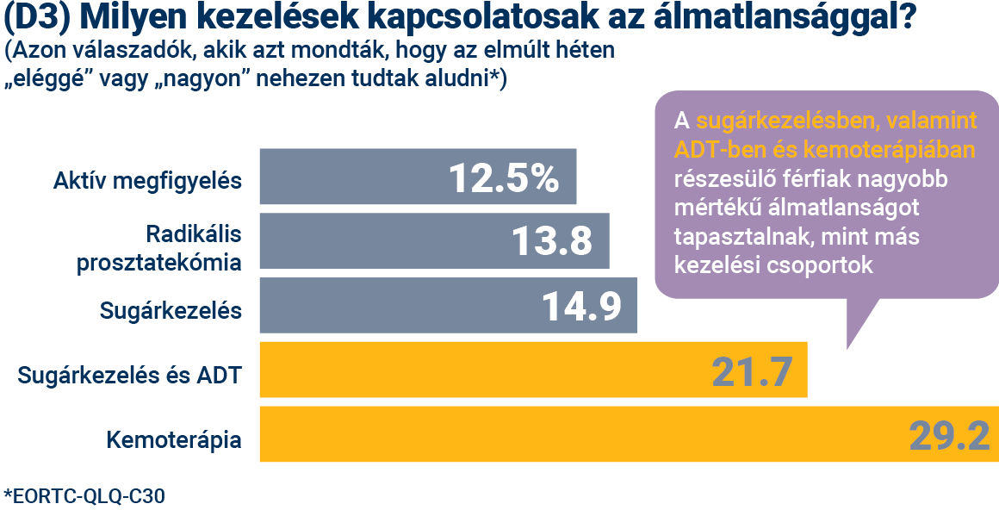 (D3) Milyen kezelések kapcsolatosak az álmatlansággal?
(Azon válaszadók, akik azt mondták, hogy az elmúlt héten
„eléggé” vagy „nagyon” nehezen tudtak aludni*)
A sugárkezelésben, valamint
ADT-ben és kemoterápiában
részesülő férfiak nagyobb
mértékű álmatlanságot
tapasztalnak, mint más
kezelési csoportok
Aktív megfigyelés 12.5%
Radikális
prosztatekómia 13.8
Sugárkezelés 14.9
Sugárkezelés és ADT 21.7
Kemoterápia 29.2
*EORTC-QLQ-C30